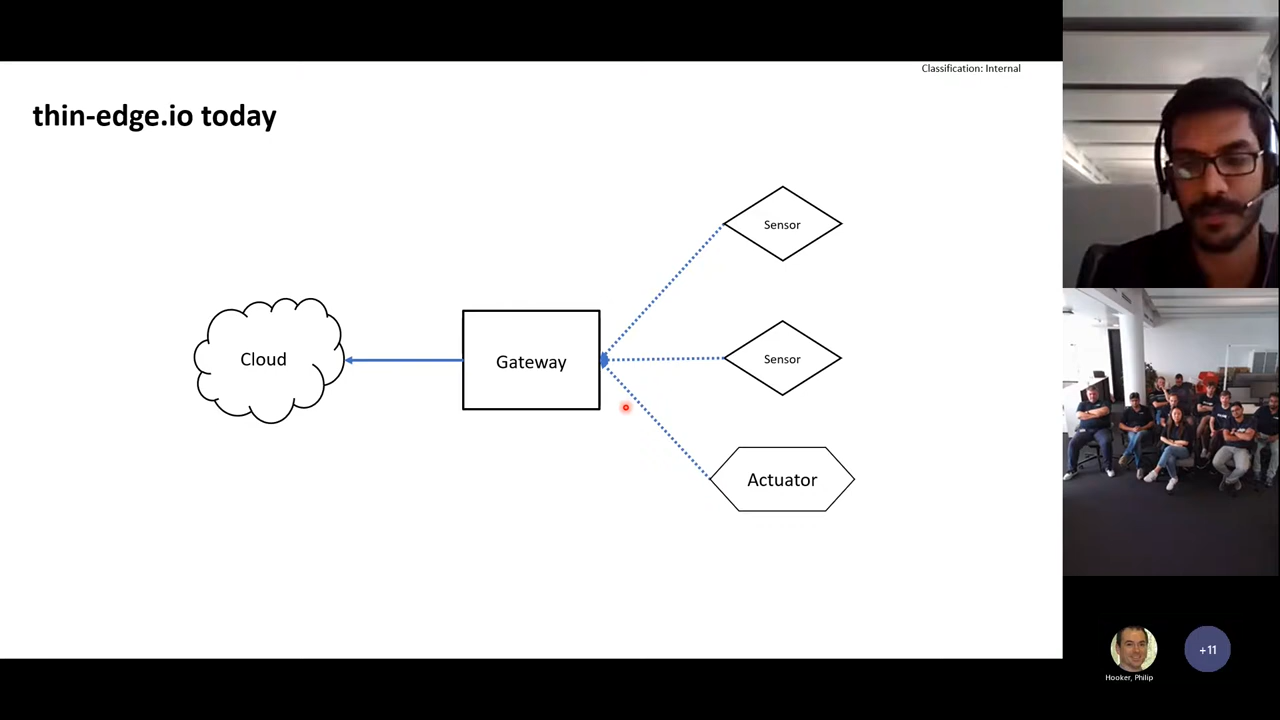 Classification: Internal
thin-edge.io today
Sensor
Cloud
Gateway
Sensor
Actuator
+11
Hooker, Philip